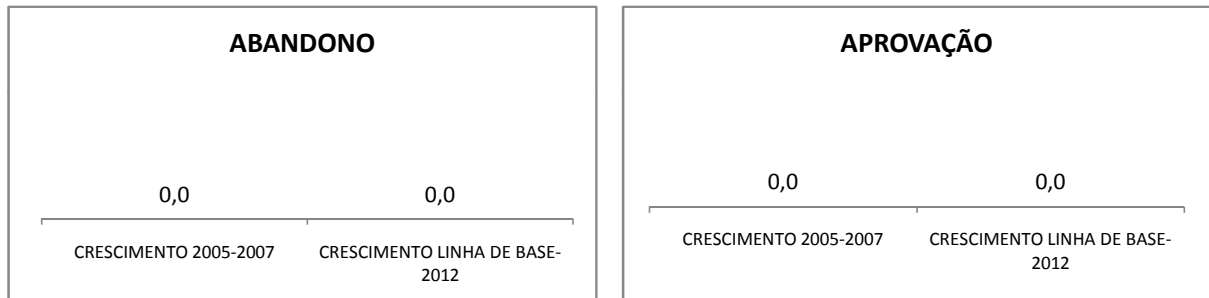 ABANDONO
0,0
0,0
CRESCIMENTO 2005-2007
CRESCIMENTO LINHA DE BASE-
2012
APROVAÇÃO
0,0
0,0
CRESCIMENTO 2005-2007
CRESCIMENTO LINHA DE BASE-
2012